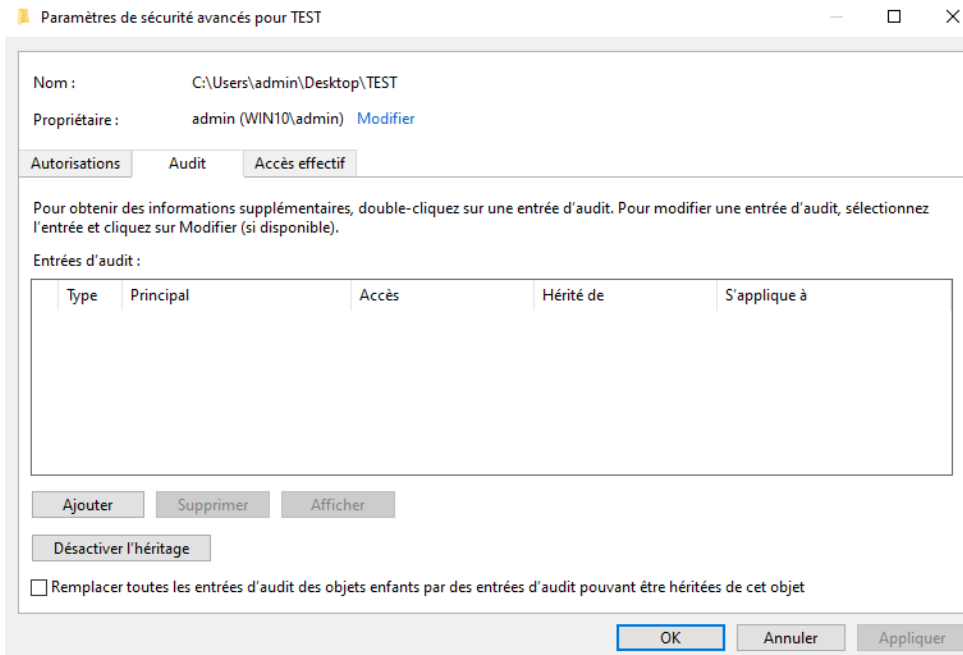 Paramètres de sécurité avancés pour TEST
Nom : C:\Users\admin\Desktop\TEST
Propriétaire : admin (WIN10\admin) Modifier
Autorisations Audit Accès effectif
Pour obtenir des informations supplémentaires, double-cliquez sur une entrée d'audit. Pour modifier une entrée d'audit, sélectionnez
l'entrée et cliquez sur Modifier (si disponible).
Entrées d'audit :
Type Principal Accès Hérité de S'applique à
Ajouter Supprimer Afficher
Désactiver l'héritage
Remplacer toutes les entrées d'audit des objets enfants par des entrées d'audit pouvant être héritées de cet objet
OK Annuler Appliquer